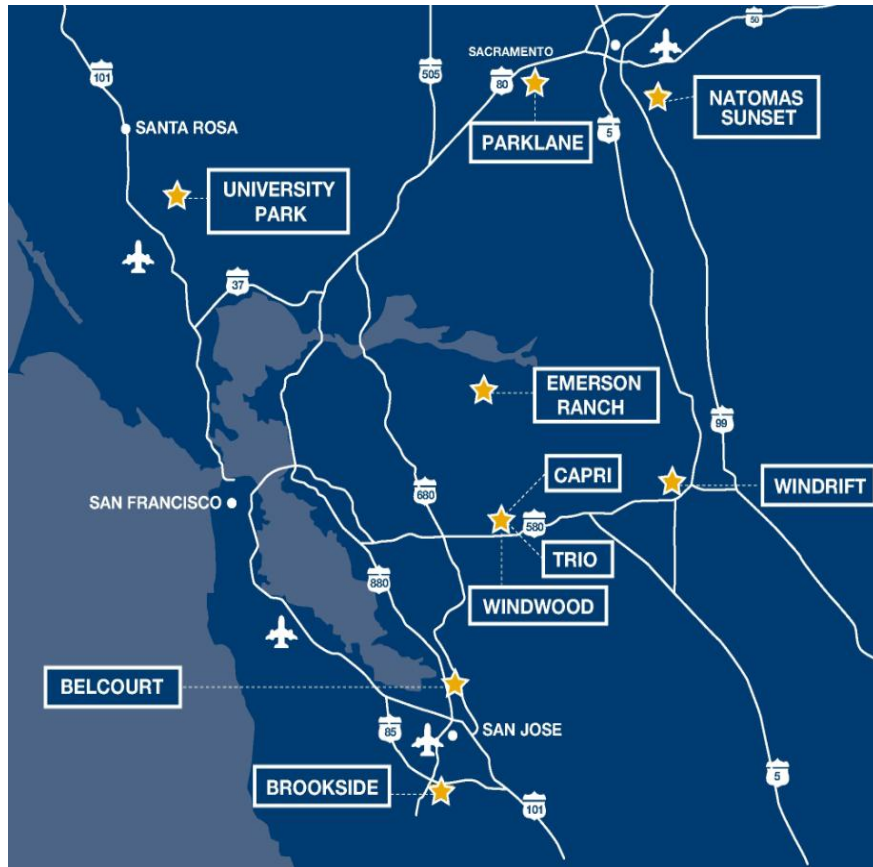 50
SACRAMENTO
101
505
80
NATOMAS
SUNSET
5
SANTA ROSA
PARKLANE
UNIVERSITY
PARK
37
EMERSON
RANCH
99
CAPRI
WINDRIFT
680
SAN FRANCISCO
580
TRIO
880
WINDWOOD
BELCOURT
85
SAN JOSE
5
BROOKSIDE
101